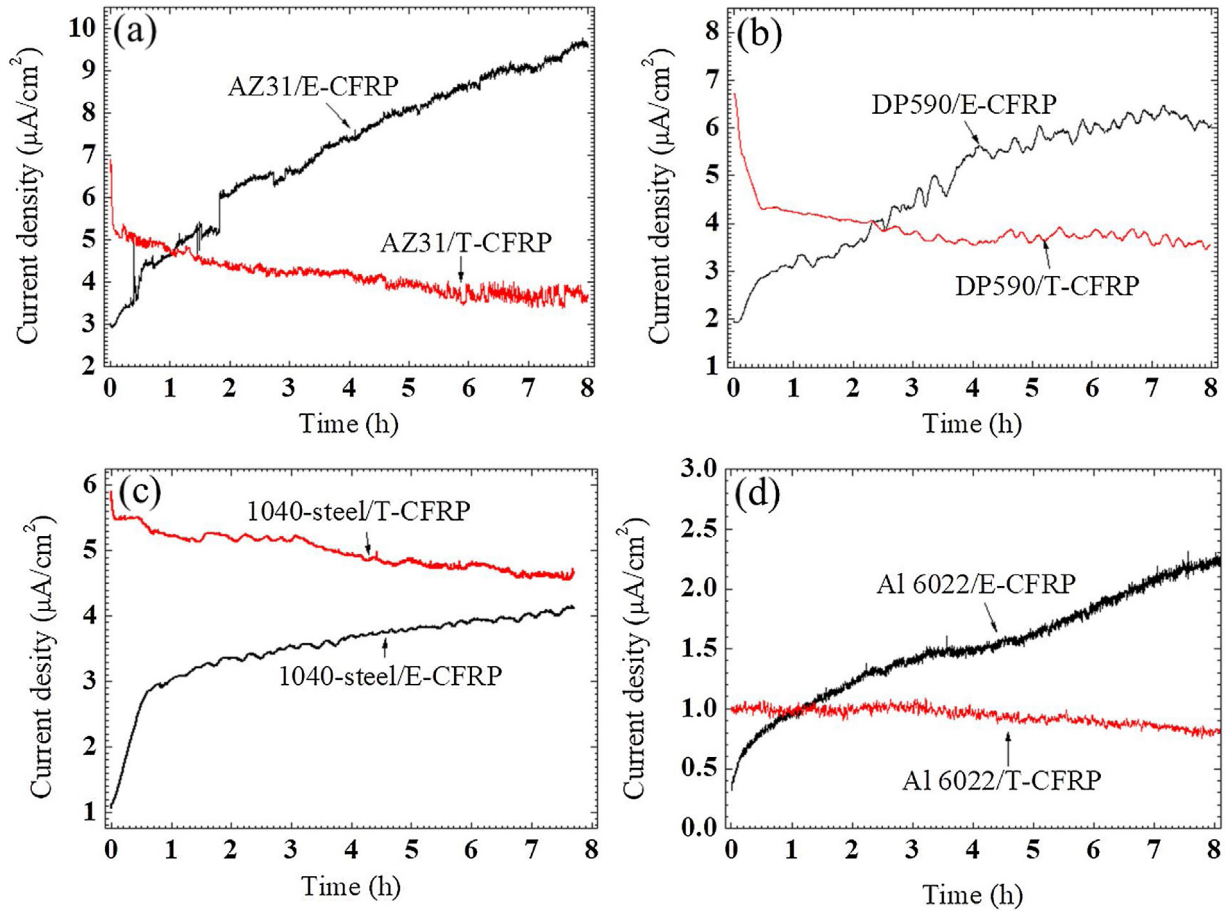 (a)
Current density (µA/cm²)
10
9
8
7
6
5
4
3
2
AZ31/E-CFRP
AZ31/T-CFRP
0 1 2 3 4 5 6 7 8
Time (h)
(b)
Current density (µA/cm²)
8
7
6
5
4
3
2
1
DP590/E-CFRP
DP590/T-CFRP
0 1 2 3 4 5 6 7 8
Time (h)
(c)
Current desity (µA/cm²)
6
5
4
3
2
1
1040-steel/T-CFRP
1040-steel/E-CFRP
0 1 2 3 4 5 6 7 8
Time (h)
(d)
Current desity (µA/cm²)
3.0
2.5
2.0
1.5
1.0
0.5
0.0
Al 6022/E-CFRP
Al 6022/T-CFRP
0 1 2 3 4 5 6 7 8
Time (h)